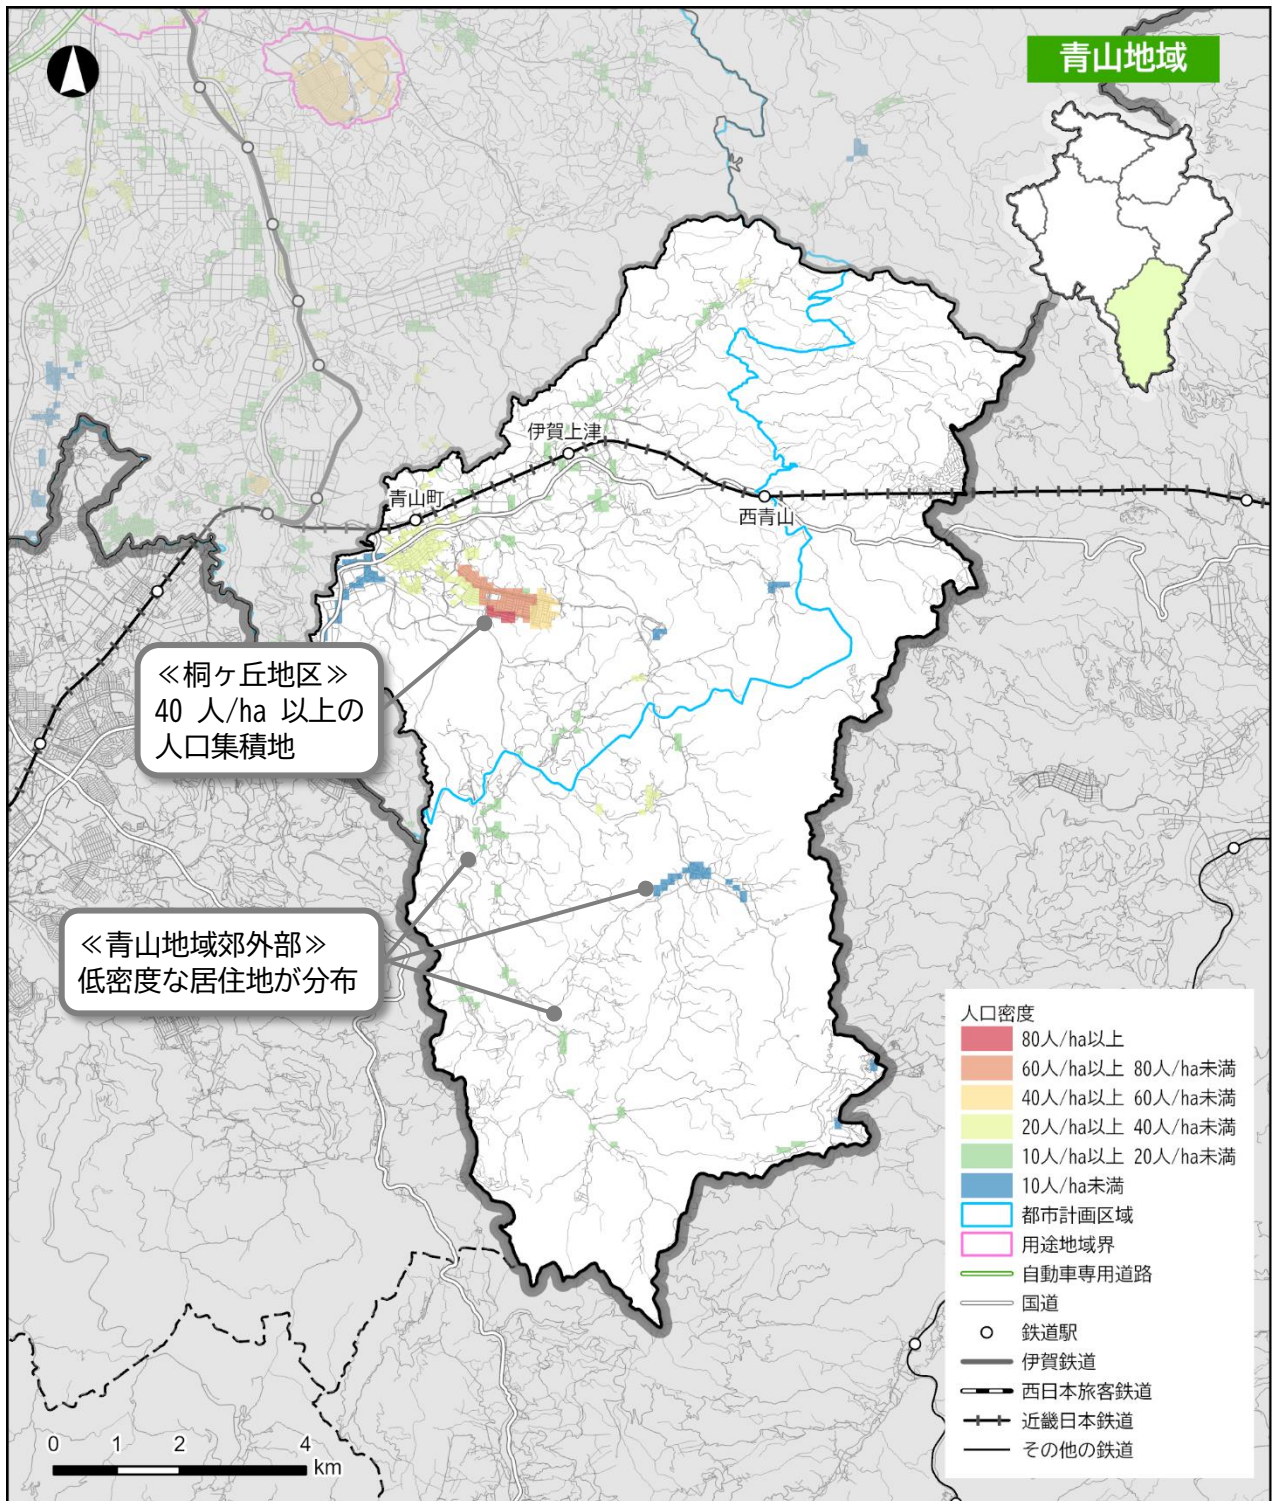 青山地域
伊賀上津
青山町
西青山
≪桐ヶ丘地区≫
40 人/ha 以上の
人口集積地
≪青山地域郊外部≫
低密度な居住地が分布
人口密度
80人/ha以上
60人/ha以上 80人/ha未満
40人/ha以上 60人/ha未満
20人/ha以上 40人/ha未満
10人/ha以上 20人/ha未満
10人/ha未満
都市計画区域
用途地域界
自動車専用道路
国道
鉄道駅
伊賀鉄道
西日本旅客鉄道
近畿日本鉄道
その他の鉄道
0 1 2 4
km